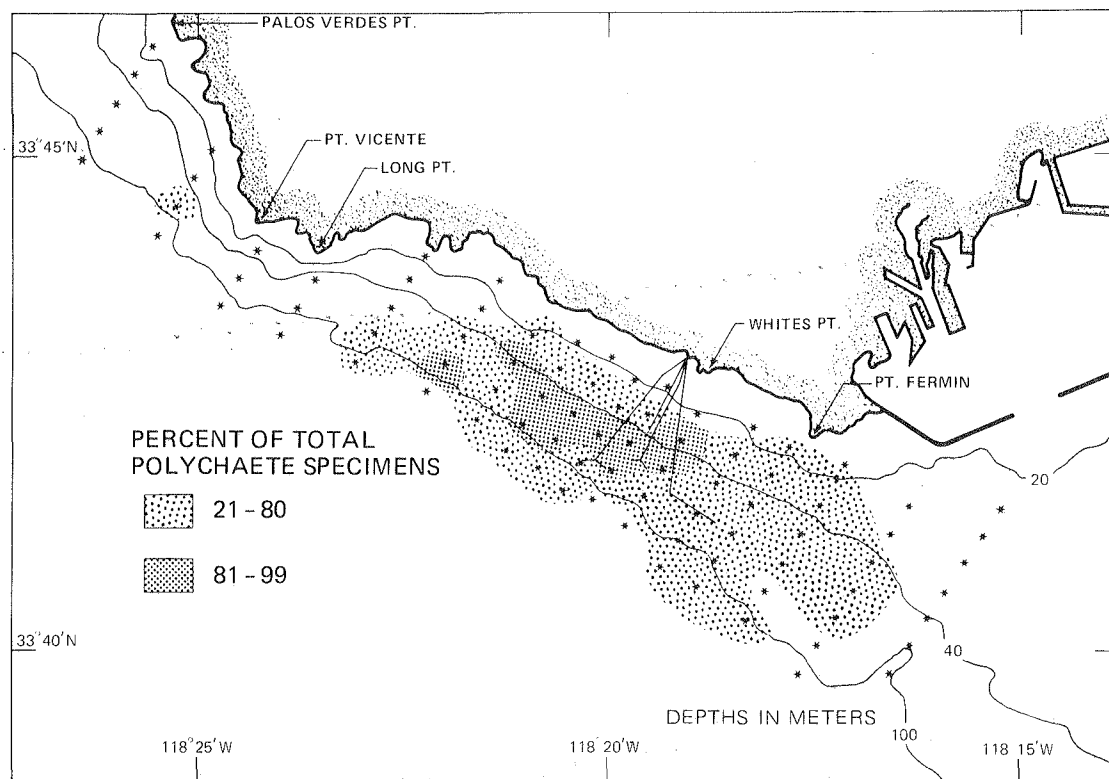 PALOS VERDES PT.
33°45'N
PT. VICENTE
LONG PT.
WHITES PT.
PT. FERMIN
PERCENT OF TOTAL
POLYCHAETE SPECIMENS
21 - 80
81 - 99
20
33°40'N
40
DEPTHS IN METERS
100
118°25'W
118°20'W
118°15'W